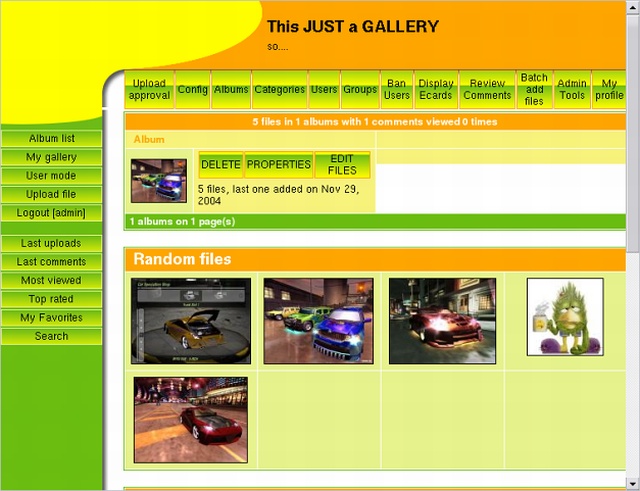 This JUST a GALLERY
so....
Upload approval Config Albums Categories Users Groups Ban Users Display Ecards Review Comments Batch add files Admin Tools My profile
Album list
My gallery
User mode
Upload file
Logout [admin]
Last uploads
Last comments
Most viewed
Top rated
My Favorites
Search
5 files in 1 albums with 1 comments viewed 0 times
Album
DELETE PROPERTIES EDIT FILES
5 files, last one added on Nov 29,
2004
1 albums on 1 page(s)
Random files